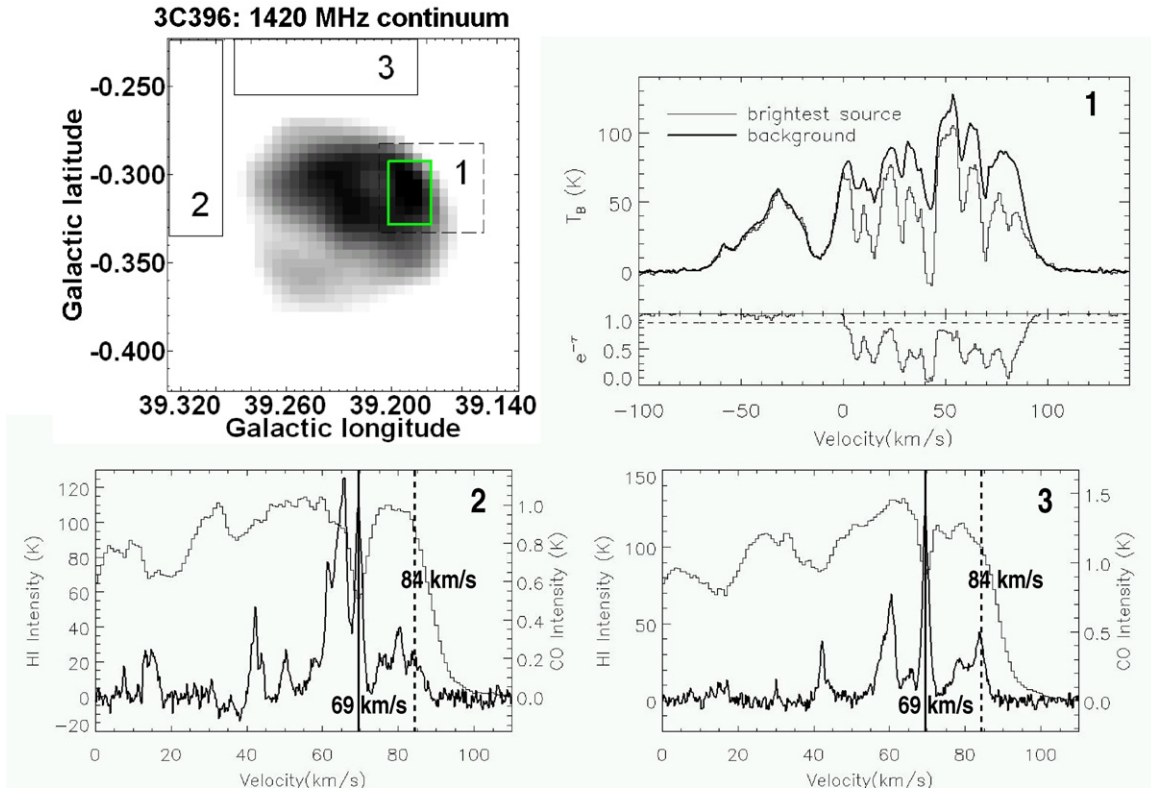 3C396: 1420 MHz continuum
-0.250
-0.300
-0.350
-0.400
Galactic latitude
39.320 39.260 39.200 39.140
Galactic longitude
1
2
3
1
brightest source
background
100
50
0
T_B (K)
1.0
0.5
0.0
e^-τ
-100 -50 0 50 100
Velocity(km/s)
2
120
100
80
60
40
20
0
-20
HI Intensity (K)
1.0
0.8
0.6
0.4
0.2
0.0
CO Intensity (K)
84 km/s
69 km/s
0 20 40 60 80 100
Velocity(km/s)
3
150
100
50
0
HI Intensity (K)
1.5
1.0
0.5
0.0
CO Intensity (K)
84 km/s
69 km/s
0 20 40 60 80 100
Velocity(km/s)